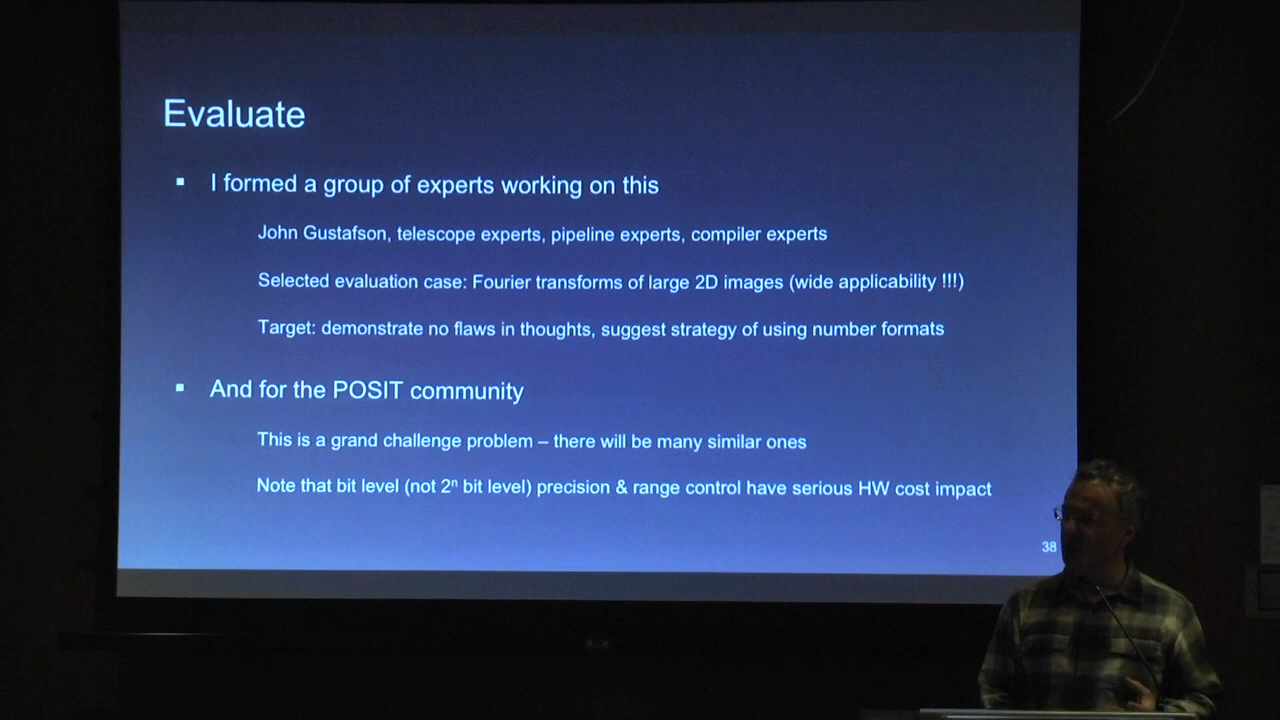 Evaluate
▪ I formed a group of experts working on this
John Gustafson, telescope experts, pipeline experts, compiler experts
Selected evaluation case: Fourier transforms of large 2D images (wide applicability !!!)
Target: demonstrate no flaws in thoughts, suggest strategy of using number formats
▪ And for the POSIT community
This is a grand challenge problem – there will be many similar ones
Note that bit level (not 2ⁿ bit level) precision & range control have serious HW cost impact
38